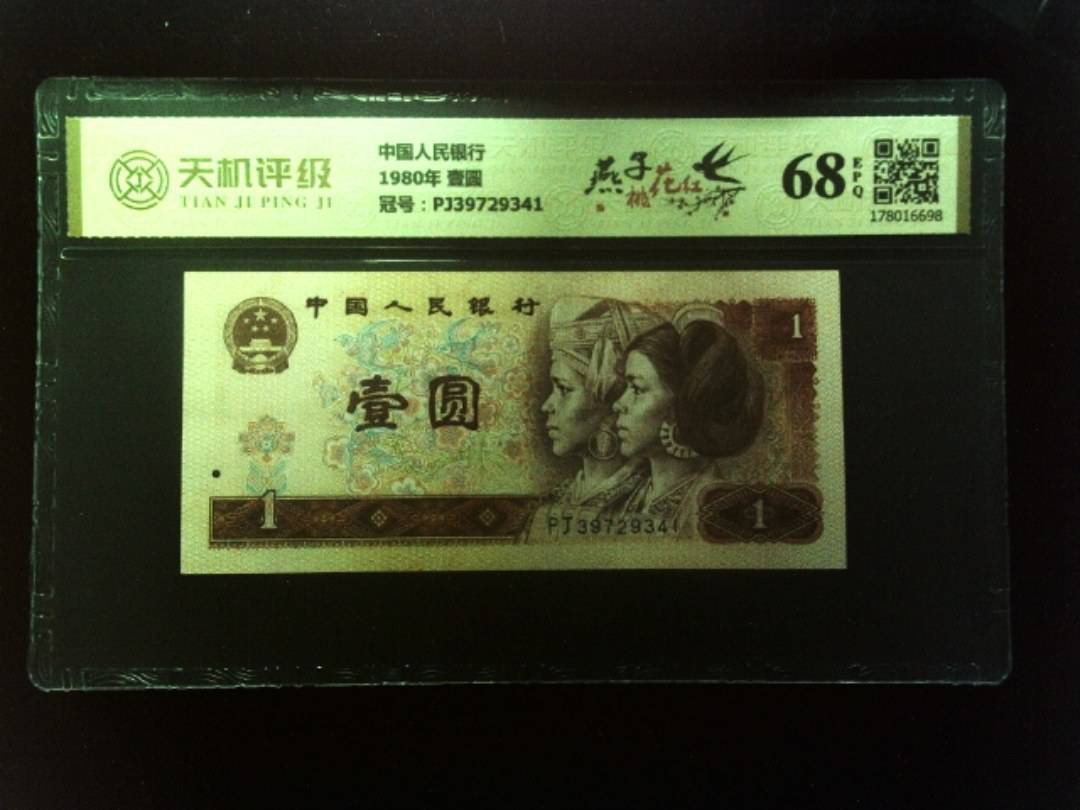 天机评级
TIAN JI PING JI
中国人民银行
1980年 壹圆
冠号：PJ39729341
燕子
桃花红
68
EPQ
178016698
中国人民银行
1
壹圆
1
PJ39729341
1